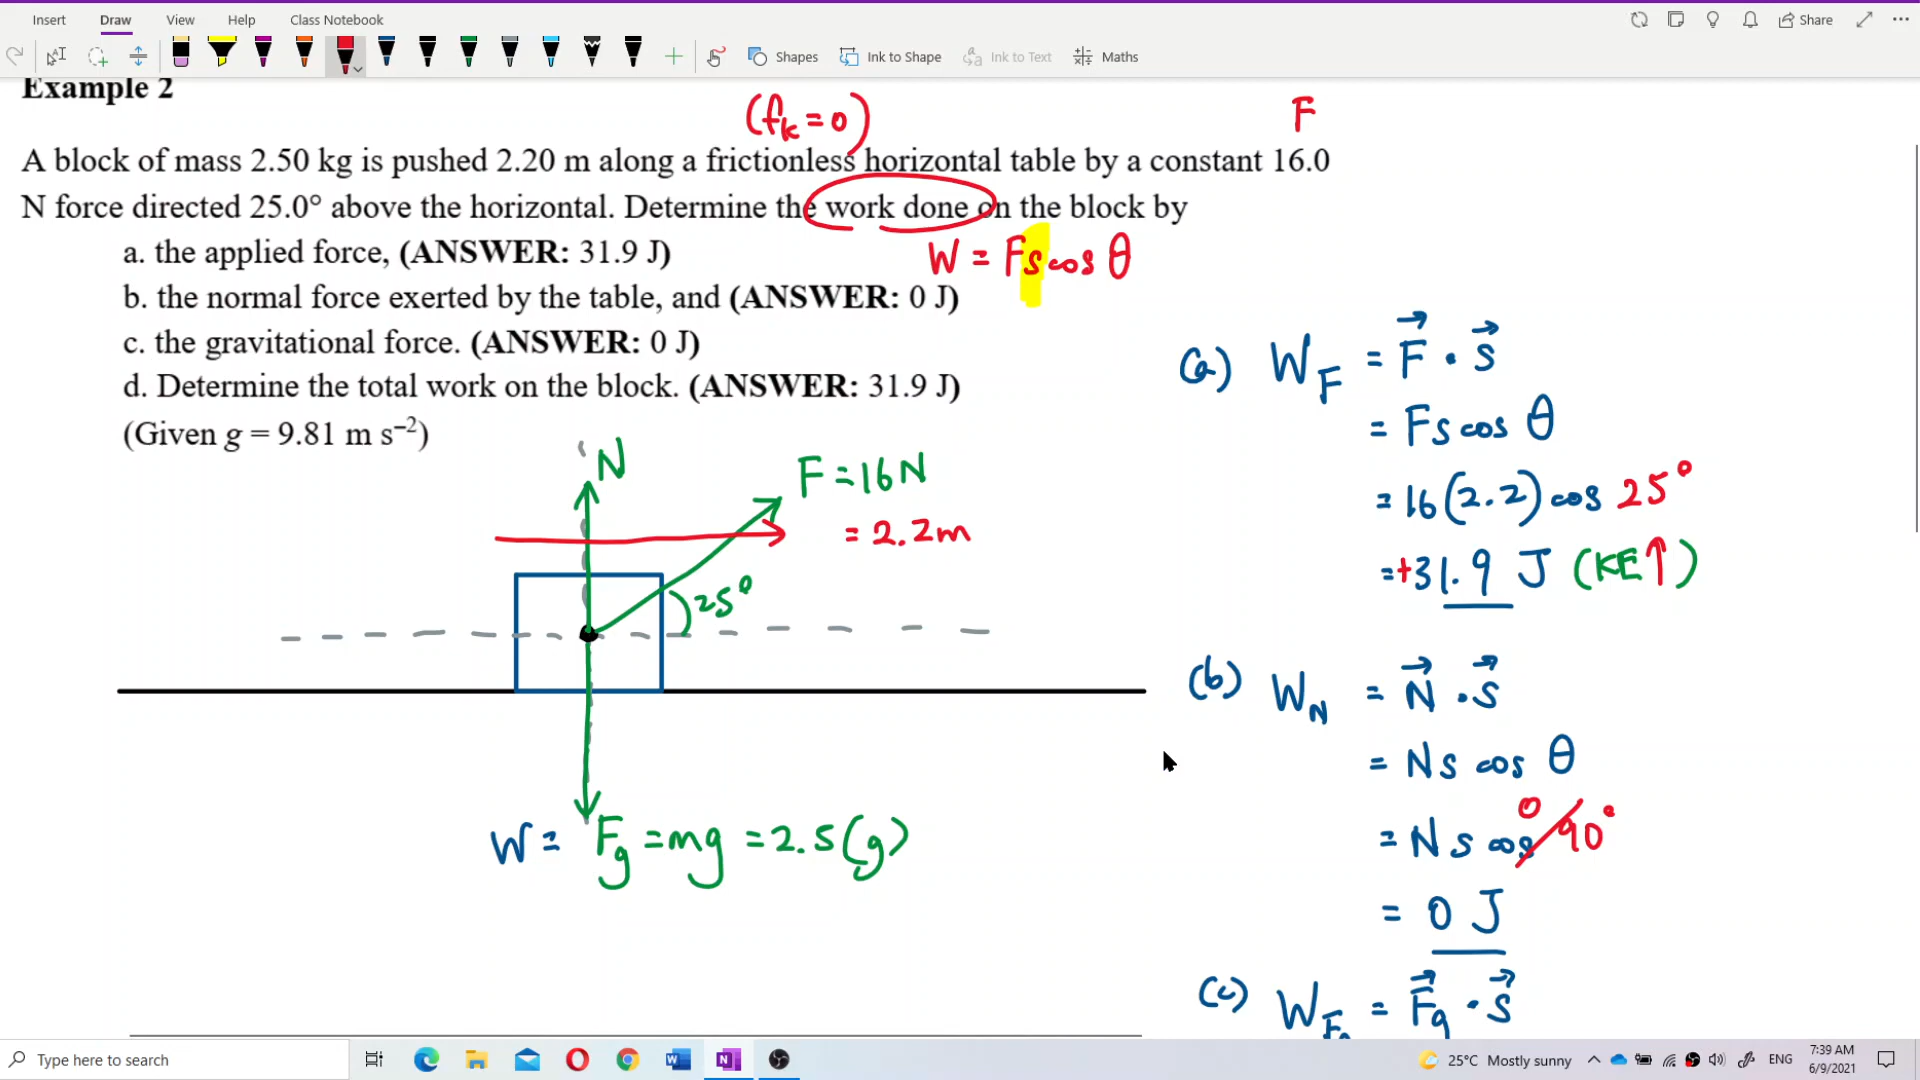 Insert Draw View Help Class Notebook Share
Shapes Ink to Shape Ink to Text Maths
Example 2
(fk = 0) F
A block of mass 2.50 kg is pushed 2.20 m along a frictionless horizontal table by a constant 16.0
N force directed 25.0° above the horizontal. Determine the work done on the block by
a. the applied force, (ANSWER: 31.9 J)
W = Fs cos θ
b. the normal force exerted by the table, and (ANSWER: 0 J)
c. the gravitational force. (ANSWER: 0 J)
d. Determine the total work on the block. (ANSWER: 31.9 J)
(Given g = 9.81 m s⁻²)
N
F = 16 N
= 2.2 m
25°
W = Fg = mg = 2.5 (g)
(a) WF = F⃗ · s⃗
= Fs cos θ
= 16 (2.2) cos 25°
= +31.9 J (KE↑)
(b) WN = N⃗ · s⃗
= Ns cos θ
= Ns cos 90° 0
= 0 J
(c) WFg = F⃗g · s⃗
Type here to search
25°C Mostly sunny ENG 7:39 AM
6/9/2021